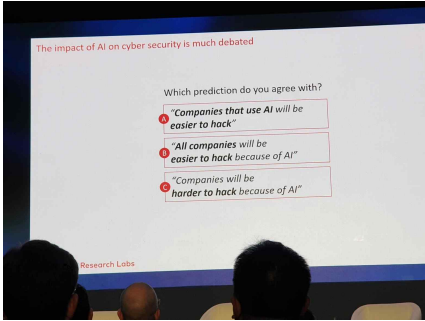 The impact of AI on cyber security is much debated
Which prediction do you agree with?
A
"Companies that use AI will be
easier to hack"
B
"All companies will be
easier to hack because of AI"
C
"Companies will be
harder to hack because of AI"
Research Labs